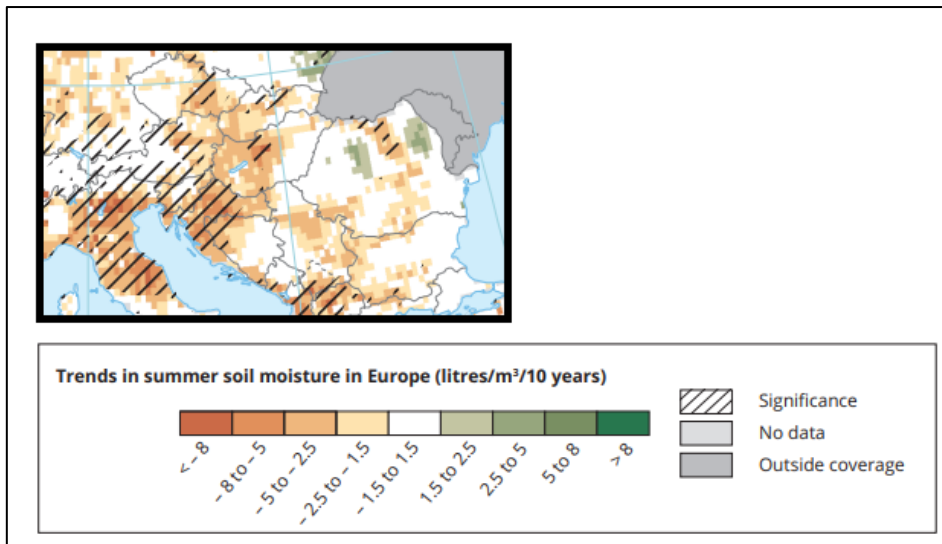 Trends in summer soil moisture in Europe (litres/m³/10 years)
< – 8
– 8 to – 5
– 5 to – 2.5
– 2.5 to – 1.5
– 1.5 to 1.5
1.5 to 2.5
2.5 to 5
5 to 8
> 8
Significance
No data
Outside coverage